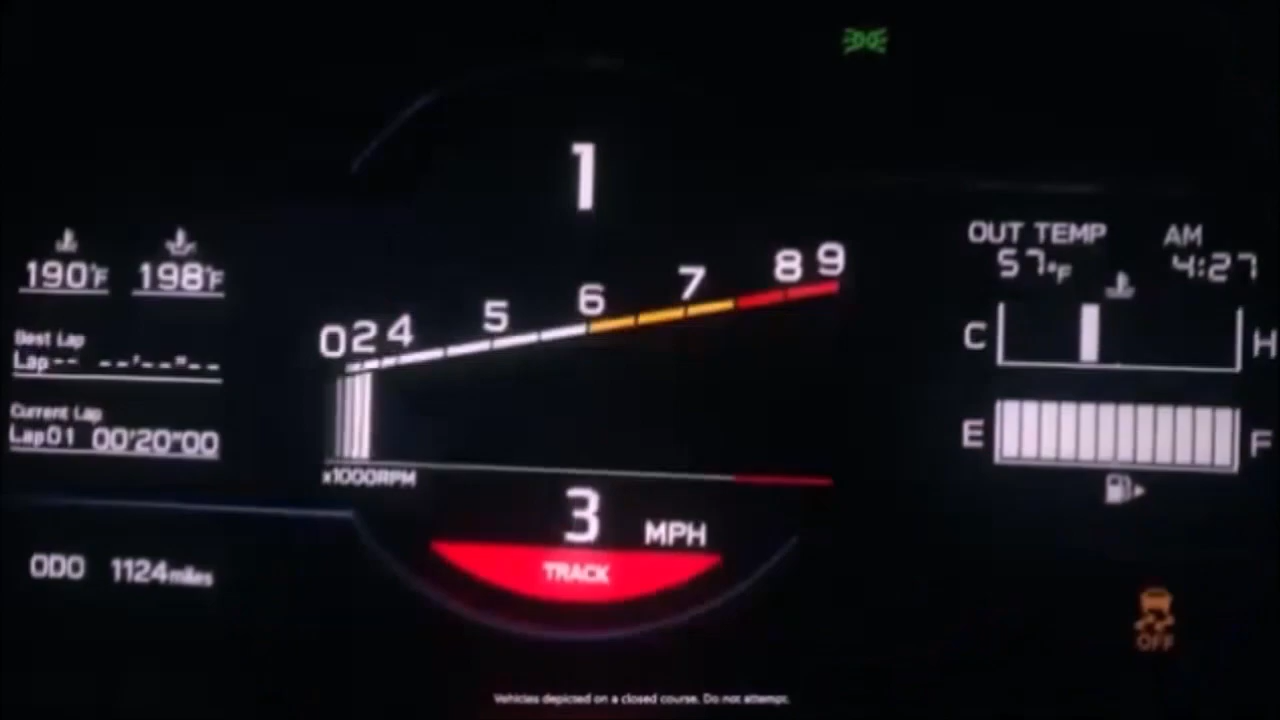 1
OUT TEMP AM
57°F 4:27
190°F 198°F
0 2 4 5 6 7 8 9
Best Lap
Lap-- --'--"--
C H
Current Lap
Lap01 00'20"00
E F
x1000RPM
3 MPH
TRACK
ODO 1124miles
OFF
Vehicles depicted on a closed course. Do not attempt.